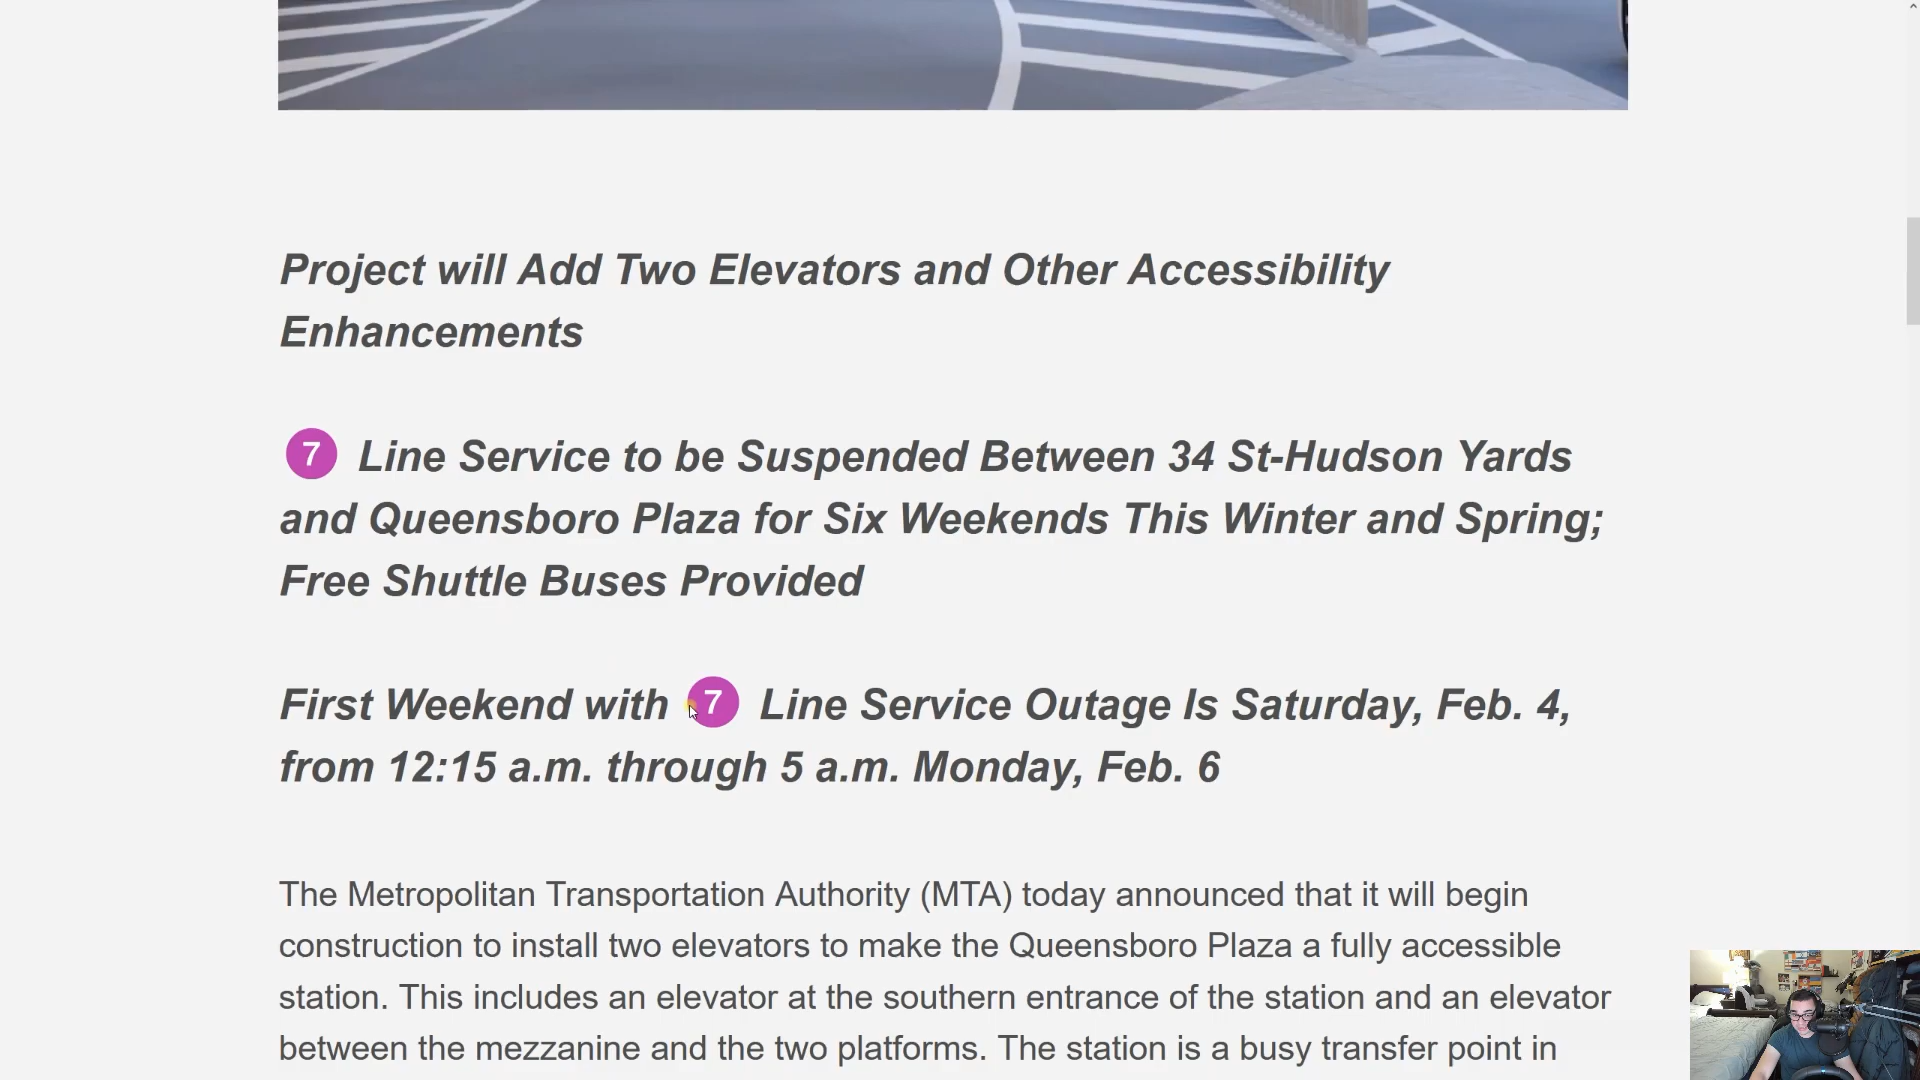 Project will Add Two Elevators and Other Accessibility
Enhancements
7 Line Service to be Suspended Between 34 St-Hudson Yards
and Queensboro Plaza for Six Weekends This Winter and Spring;
Free Shuttle Buses Provided
First Weekend with 7 Line Service Outage Is Saturday, Feb. 4,
from 12:15 a.m. through 5 a.m. Monday, Feb. 6
The Metropolitan Transportation Authority (MTA) today announced that it will begin
construction to install two elevators to make the Queensboro Plaza a fully accessible
station. This includes an elevator at the southern entrance of the station and an elevator
between the mezzanine and the two platforms. The station is a busy transfer point in